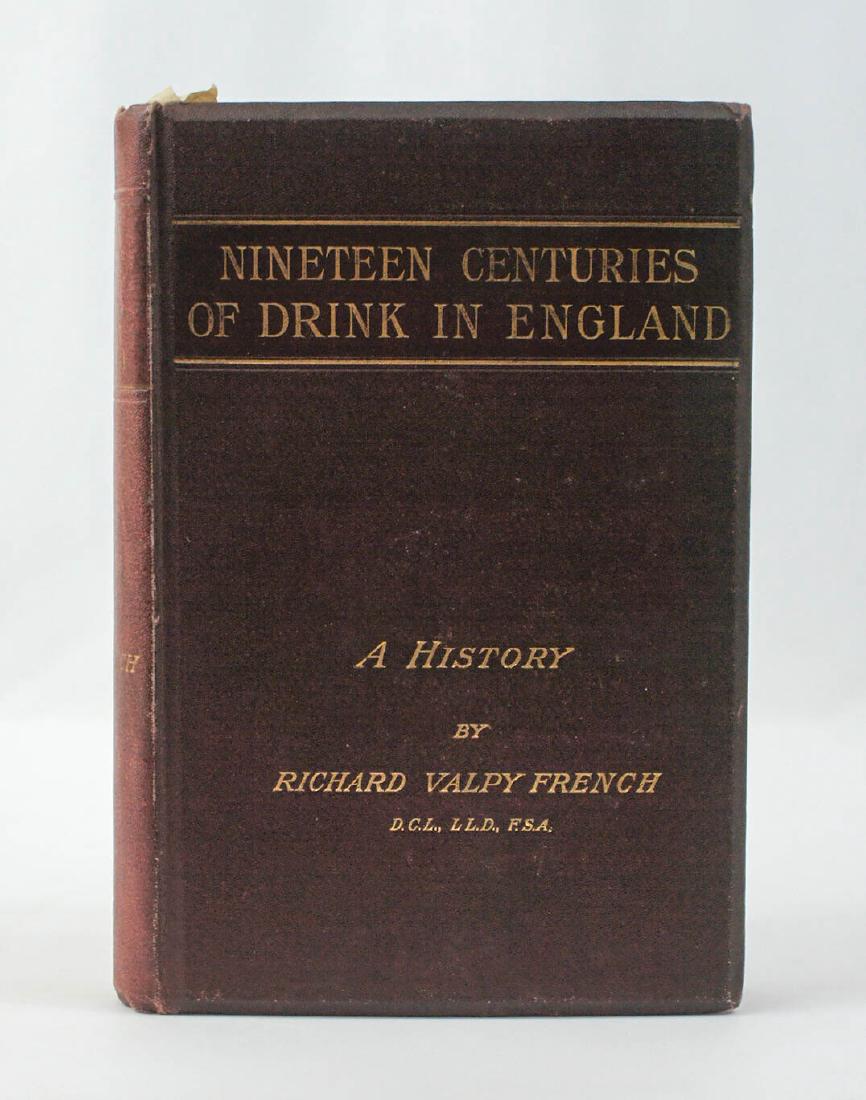 NINETEEN CENTURIES
OF DRINK IN ENGLAND
A HISTORY
BY
RICHARD VALPY FRENCH
D.C.L., LL.D., F.S.A.